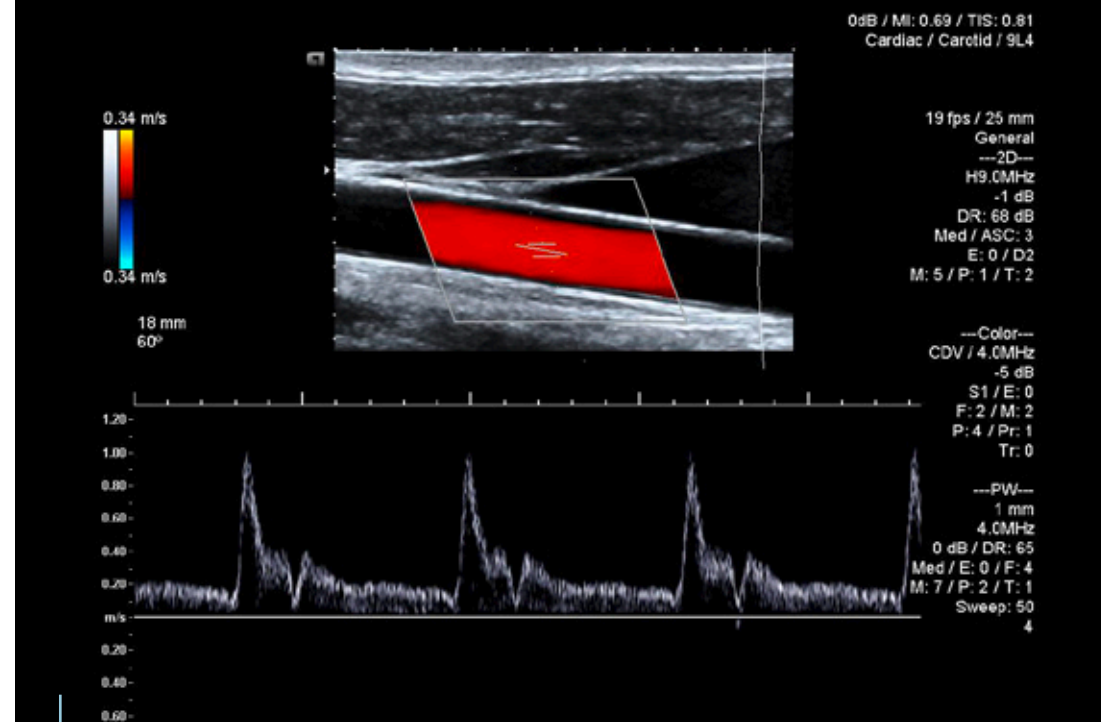 0dB / MI: 0.69 / TIS: 0.81
Cardiac / Carotid / 9L4
0.34 m/s
0.34 m/s
18 mm
60º
19 fps / 25 mm
General
---2D---
H9.0MHz
-1 dB
DR: 68 dB
Med / ASC: 3
E: 0 / D2
M: 5 / P: 1 / T: 2
---Color---
CDV / 4.0MHz
-5 dB
S1 / E: 0
F: 2 / M: 2
P: 4 / Pr: 1
Tr: 0
---PW---
1 mm
4.0MHz
0 dB / DR: 65
Med / E: 0 / F: 4
M: 7 / P: 2 / T: 1
Sweep: 50
4
1.20
1.00
0.80
0.60
0.40
0.20
m/s
0.20
0.40
0.60